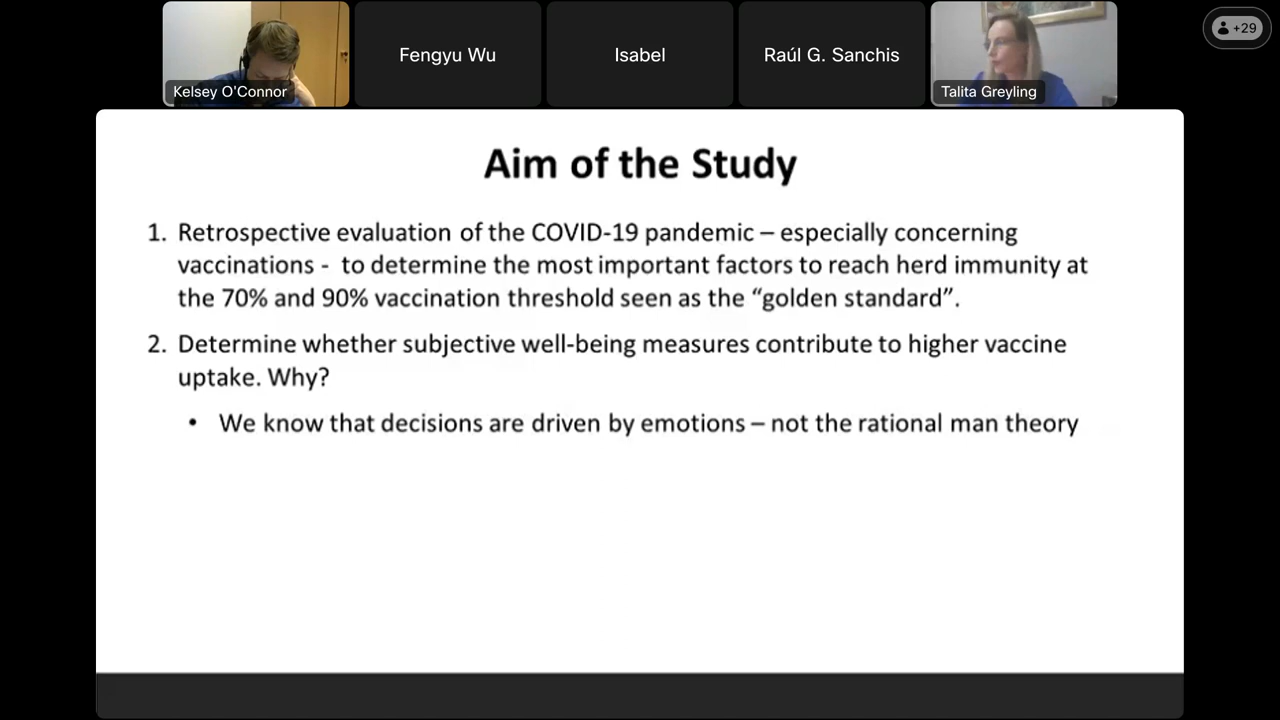 Kelsey O'Connor
Fengyu Wu
Isabel
Raúl G. Sanchis
Talita Greyling
+29
Aim of the Study
1. Retrospective evaluation of the COVID-19 pandemic – especially concerning
vaccinations - to determine the most important factors to reach herd immunity at
the 70% and 90% vaccination threshold seen as the “golden standard”.
2. Determine whether subjective well-being measures contribute to higher vaccine
uptake. Why?
• We know that decisions are driven by emotions – not the rational man theory